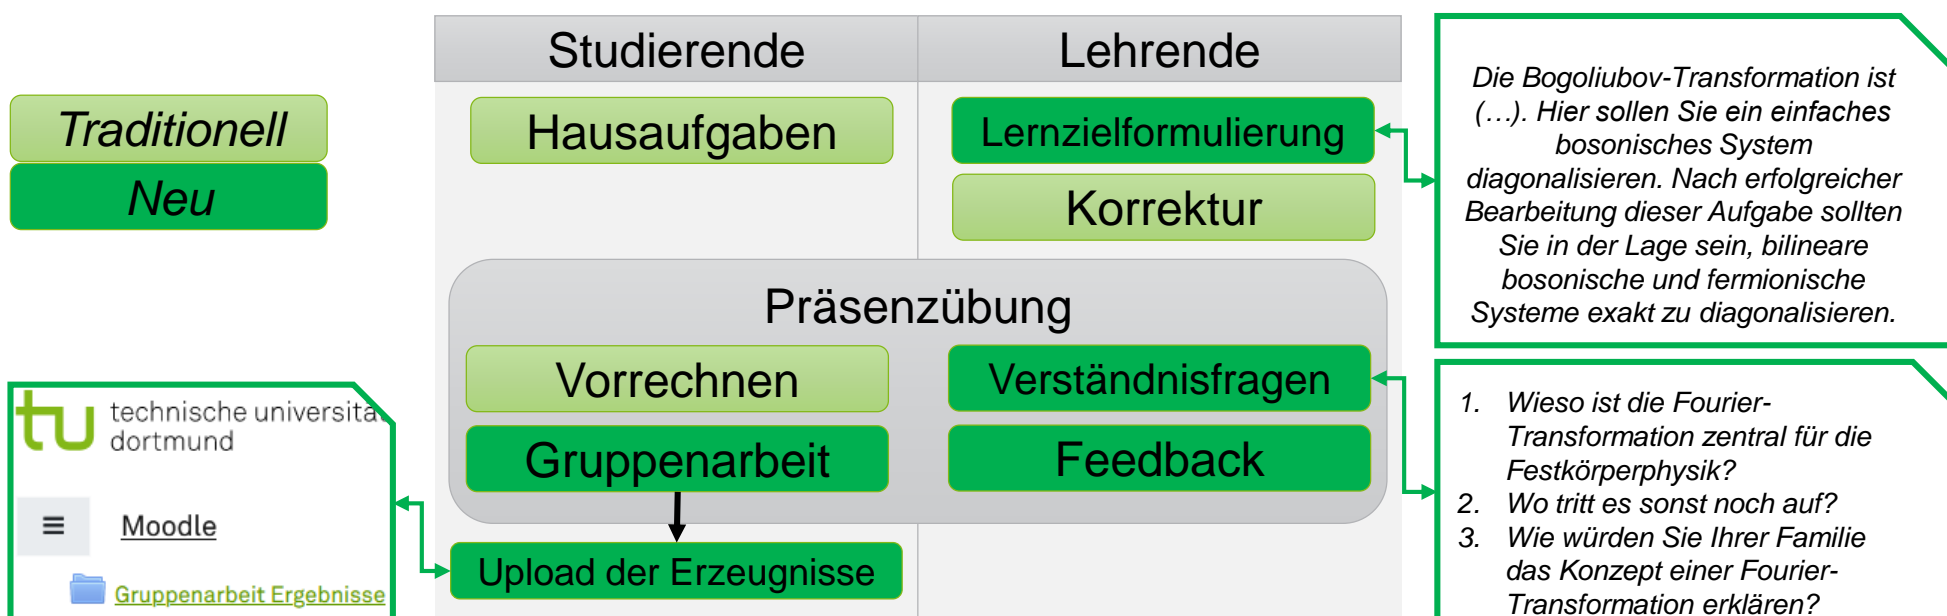 Studierende
Lehrende
Traditionell
Neu
Hausaufgaben
Lernzielformulierung
Korrektur
Präsenzübung
Vorrechnen
Verständnisfragen
Gruppenarbeit
Feedback
Upload der Erzeugnisse
Die Bogoliubov-Transformation ist
(…). Hier sollen Sie ein einfaches
bosonisches System
diagonalisieren. Nach erfolgreicher
Bearbeitung dieser Aufgabe sollten
Sie in der Lage sein, bilineare
bosonische und fermionische
Systeme exakt zu diagonalisieren.
1. Wieso ist die Fourier-
Transformation zentral für die
Festkörperphysik?
2. Wo tritt es sonst noch auf?
3. Wie würden Sie Ihrer Familie
das Konzept einer Fourier-
Transformation erklären?
tu technische universitä
dortmund
Moodle
Gruppenarbeit Ergebnisse